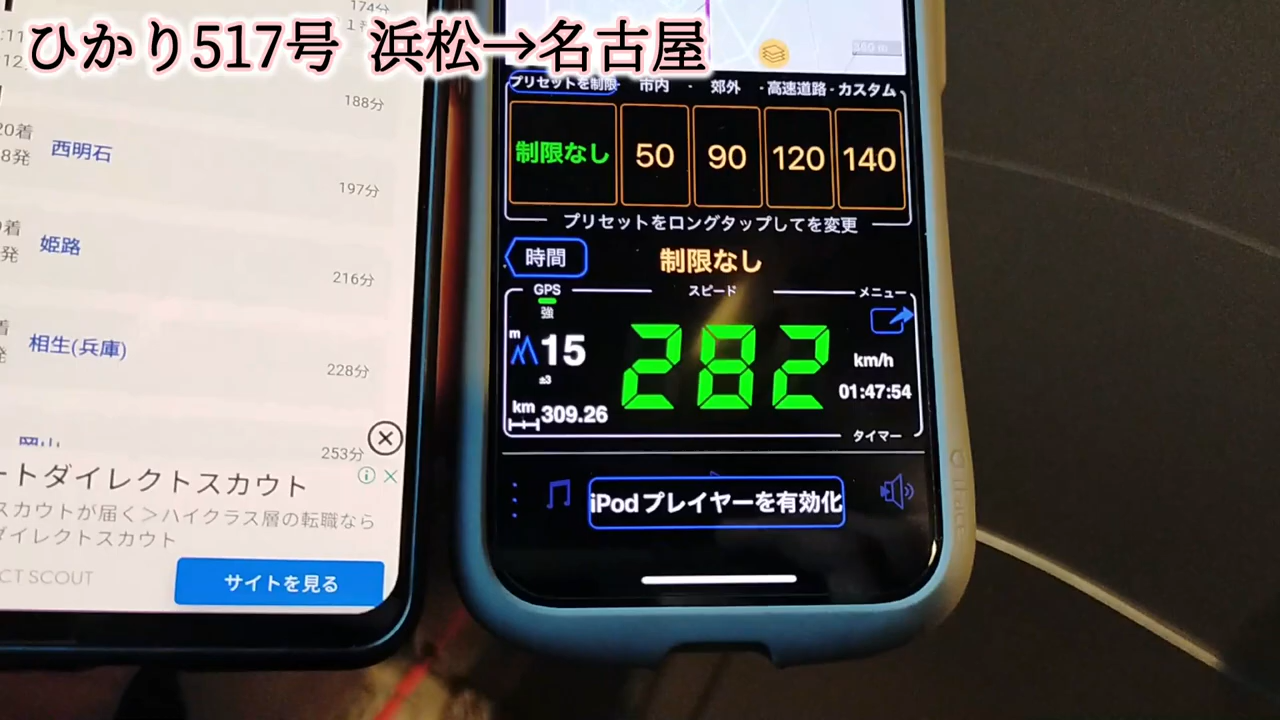 ひかり517号 浜松→名古屋
174分
188分
西明石
197分
姫路
216分
相生(兵庫)
228分
253分
ートダイレクトスカウト
スカウトが届く＞ハイクラス層の転職なら
ダイレクトスカウト
CT SCOUT
サイトを見る
プリセットを制限
市内
郊外
高速道路
カスタム
制限なし
50
90
120
140
プリセットをロングタップしてを変更
時間
制限なし
GPS
スピード
メニュー
強
m
15
±3
282
km/h
01:47:54
km
309.26
タイマー
iPodプレイヤーを有効化